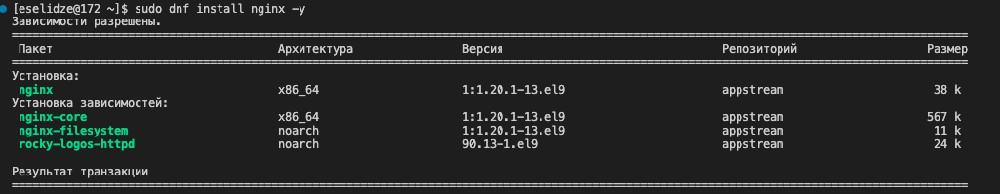 [eselidze@172 ~]$ sudo dnf install nginx -y
Зависимости разрешены.
Пакет Архитектура Версия Репозиторий Размер
Установка:
nginx x86_64 1:1.20.1-13.el9 appstream 38 k
Установка зависимостей:
nginx-core x86_64 1:1.20.1-13.el9 appstream 567 k
nginx-filesystem noarch 1:1.20.1-13.el9 appstream 11 k
rocky-logos-httpd noarch 90.13-1.el9 appstream 24 k
Результат транзакции